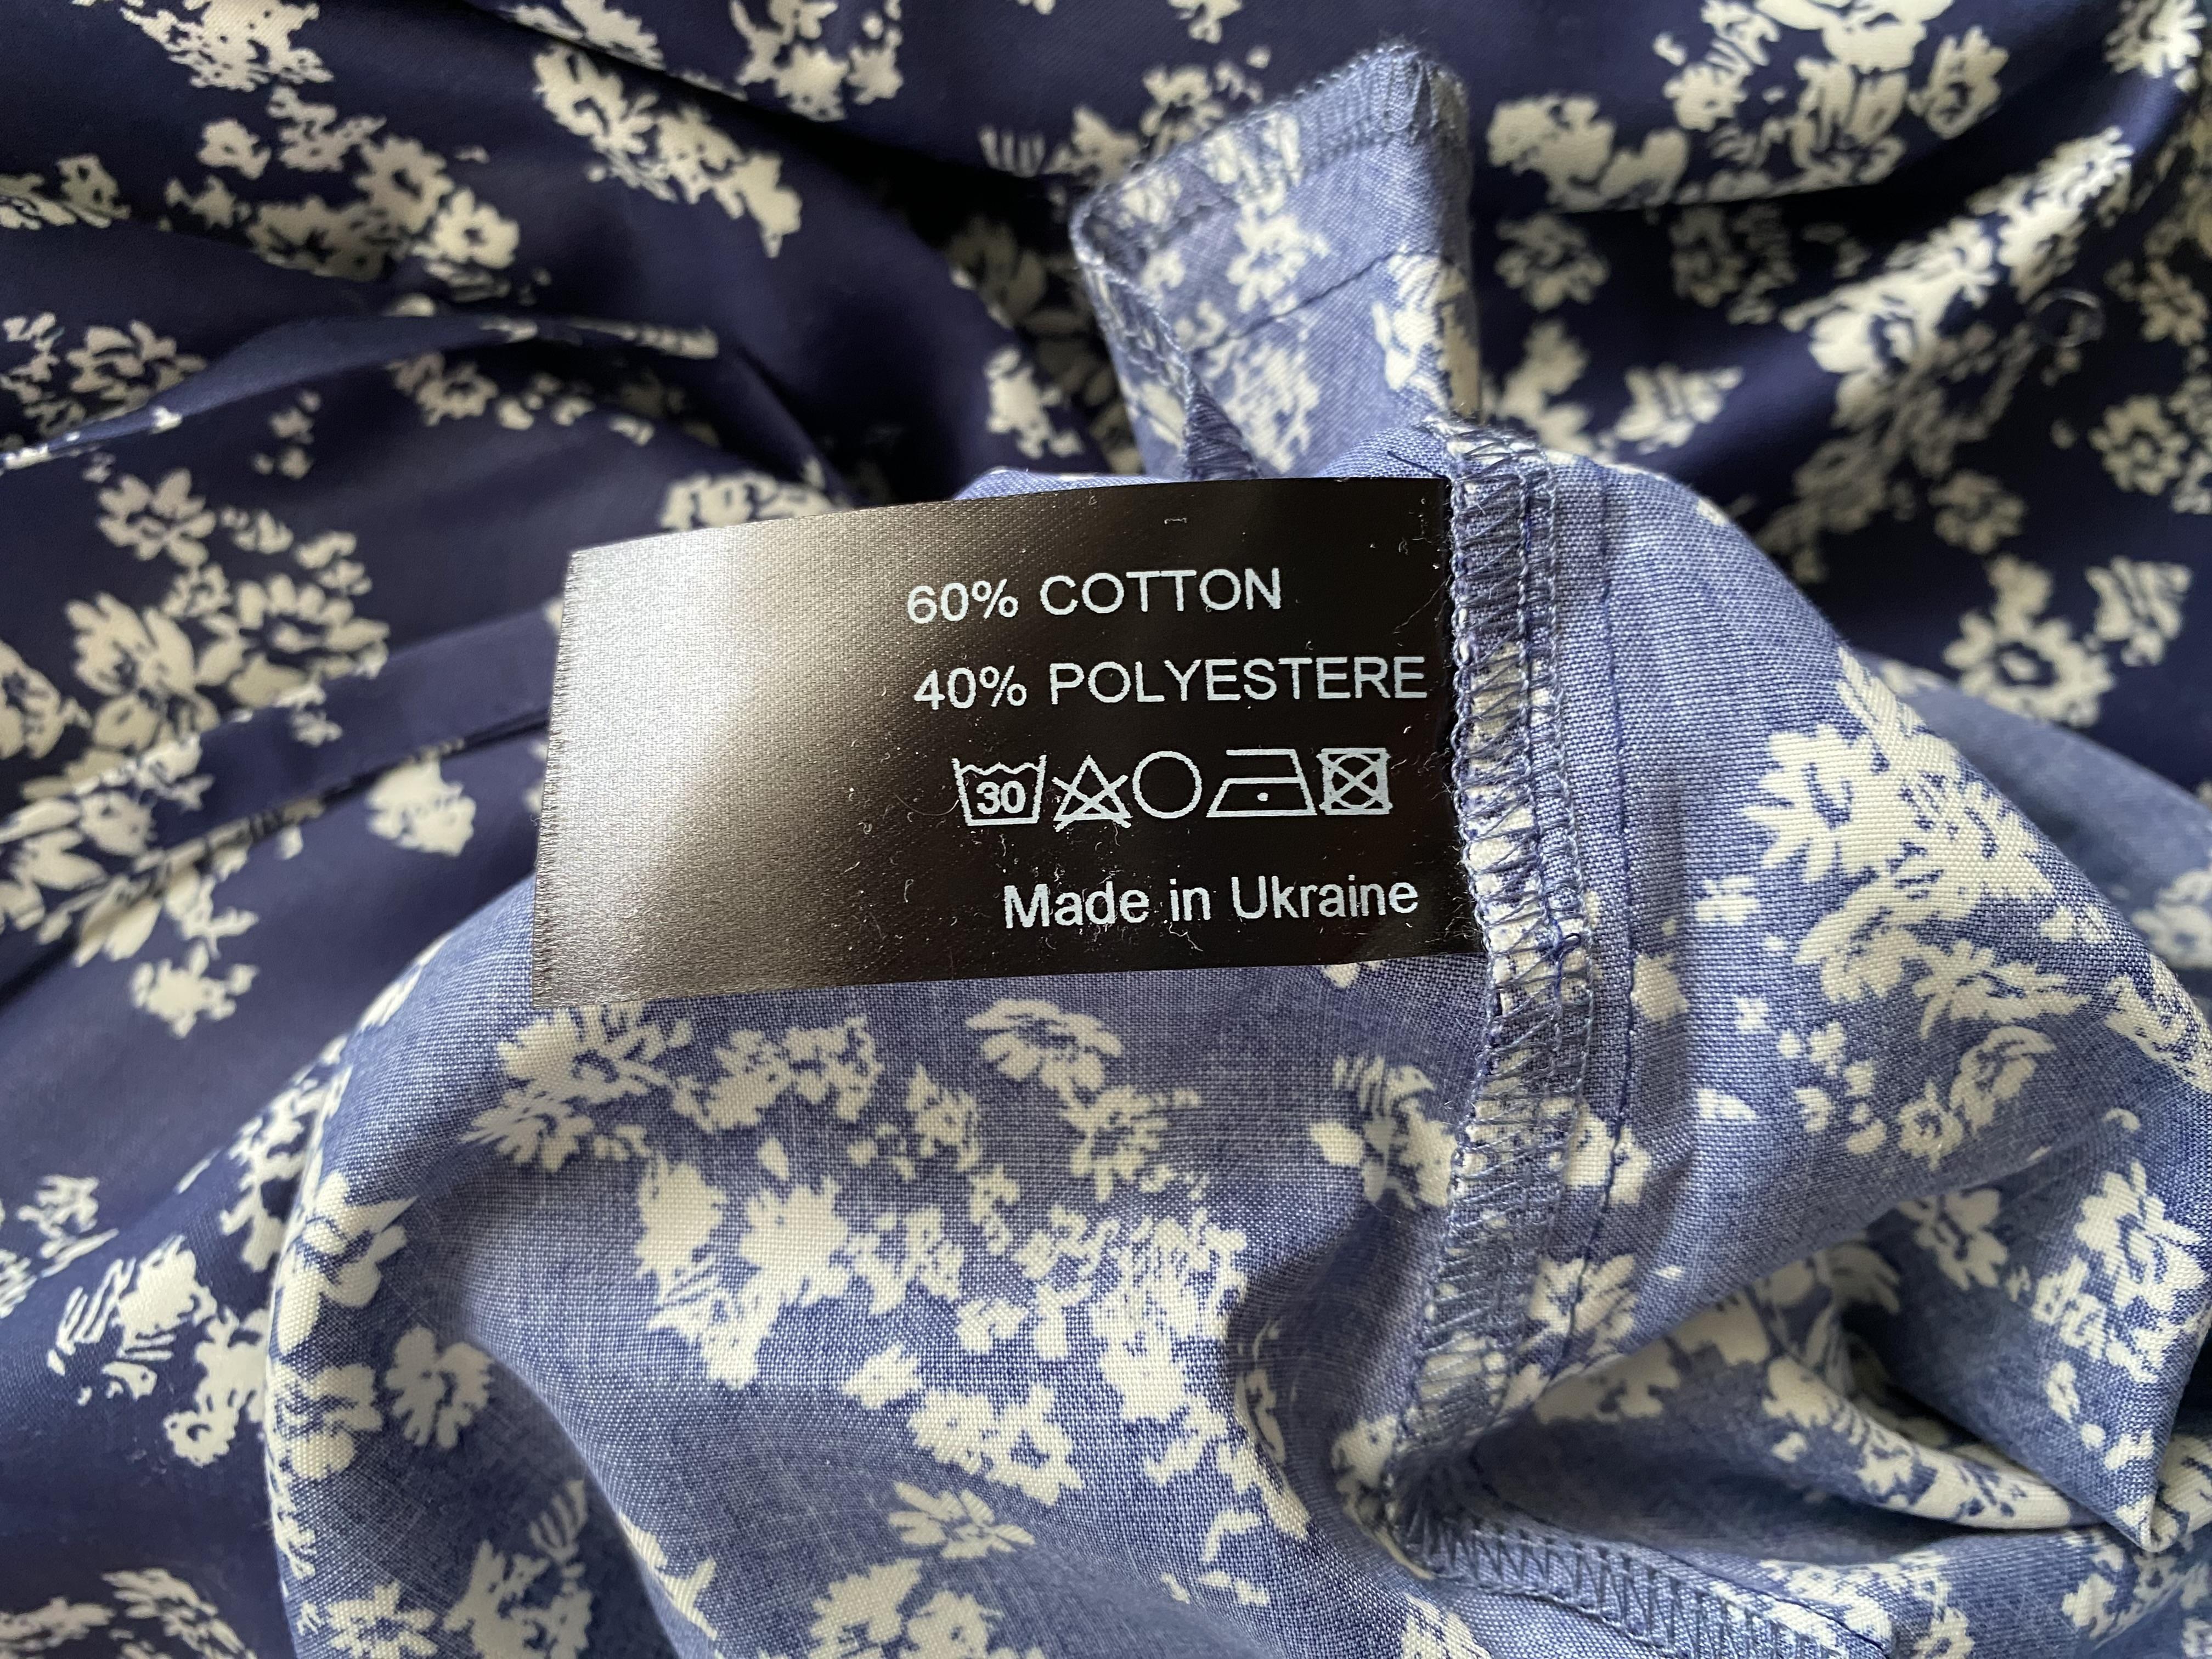 60% COTTON
40% POLYESTERE
30
Made in Ukraine